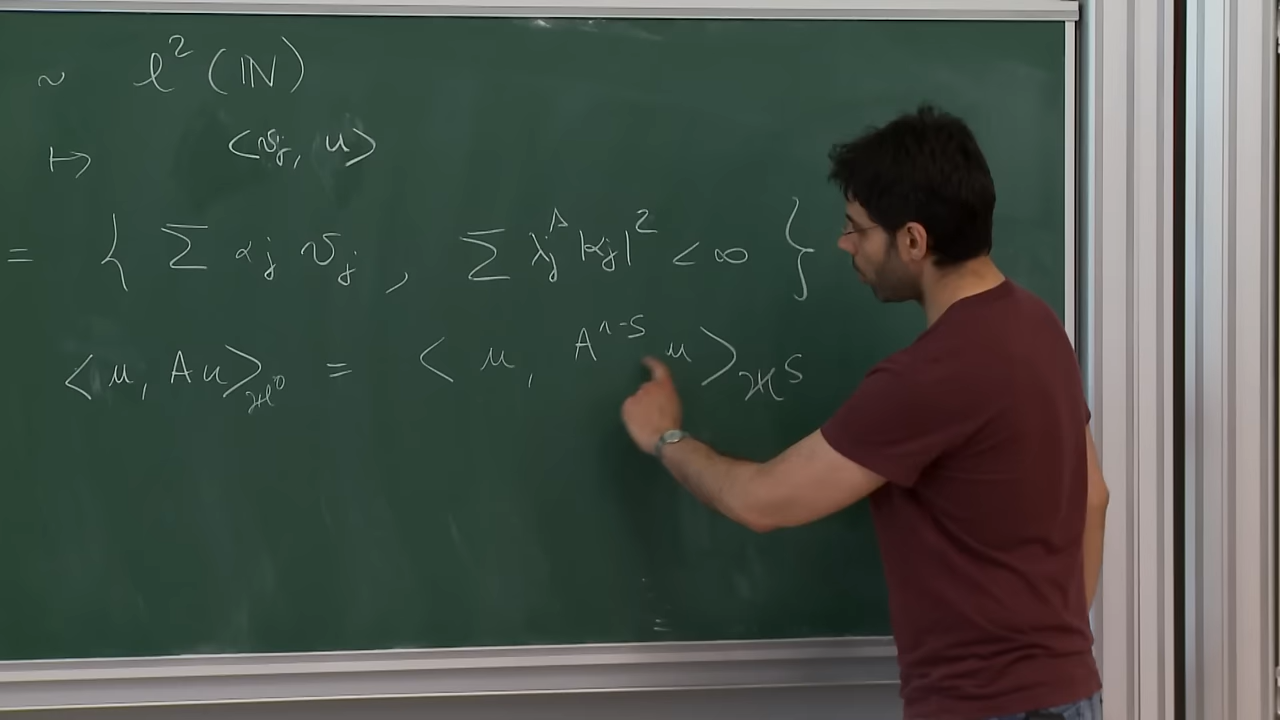 ~ ℓ²(ℕ)
↦ <v_j, u>
= { Σ α_j v_j , Σ λ_j^s |α_j|² < ∞ }
<u, Au>_{ℋ⁰} = < u, A^{1-s} u >_{ℋ^s}